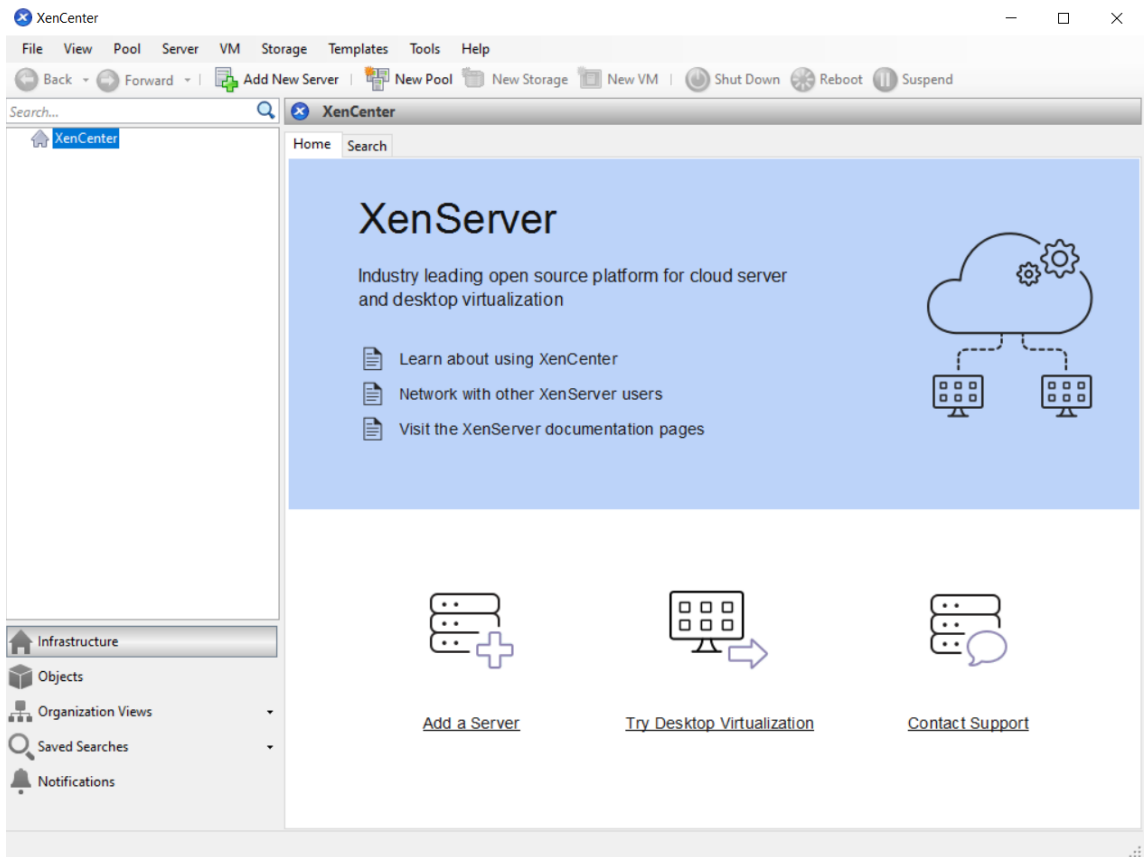 XenCenter
File View Pool Server VM Storage Templates Tools Help
Back Forward Add New Server New Pool New Storage New VM Shut Down Reboot Suspend
Search...
XenCenter
XenCenter
Home Search
XenServer
Industry leading open source platform for cloud server
and desktop virtualization
Learn about using XenCenter
Network with other XenServer users
Visit the XenServer documentation pages
Add a Server
Try Desktop Virtualization
Contact Support
Infrastructure
Objects
Organization Views
Saved Searches
Notifications